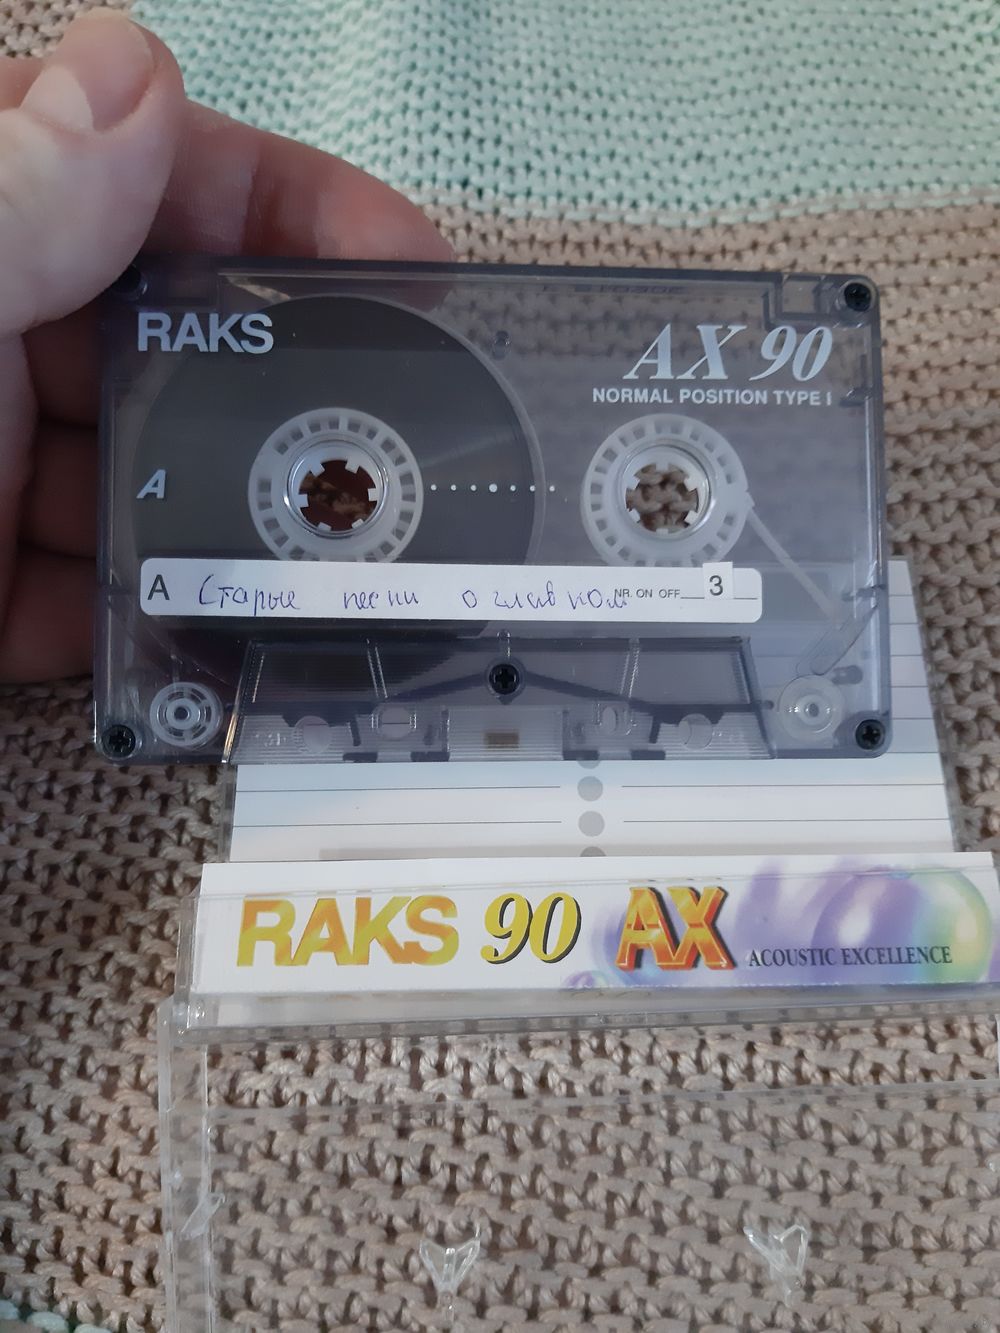 RAKS
AX 90
NORMAL POSITION TYPE I
A
A Старые песни о главном NR. ON OFF 3
RAKS 90 AX ACOUSTIC EXCELLENCE